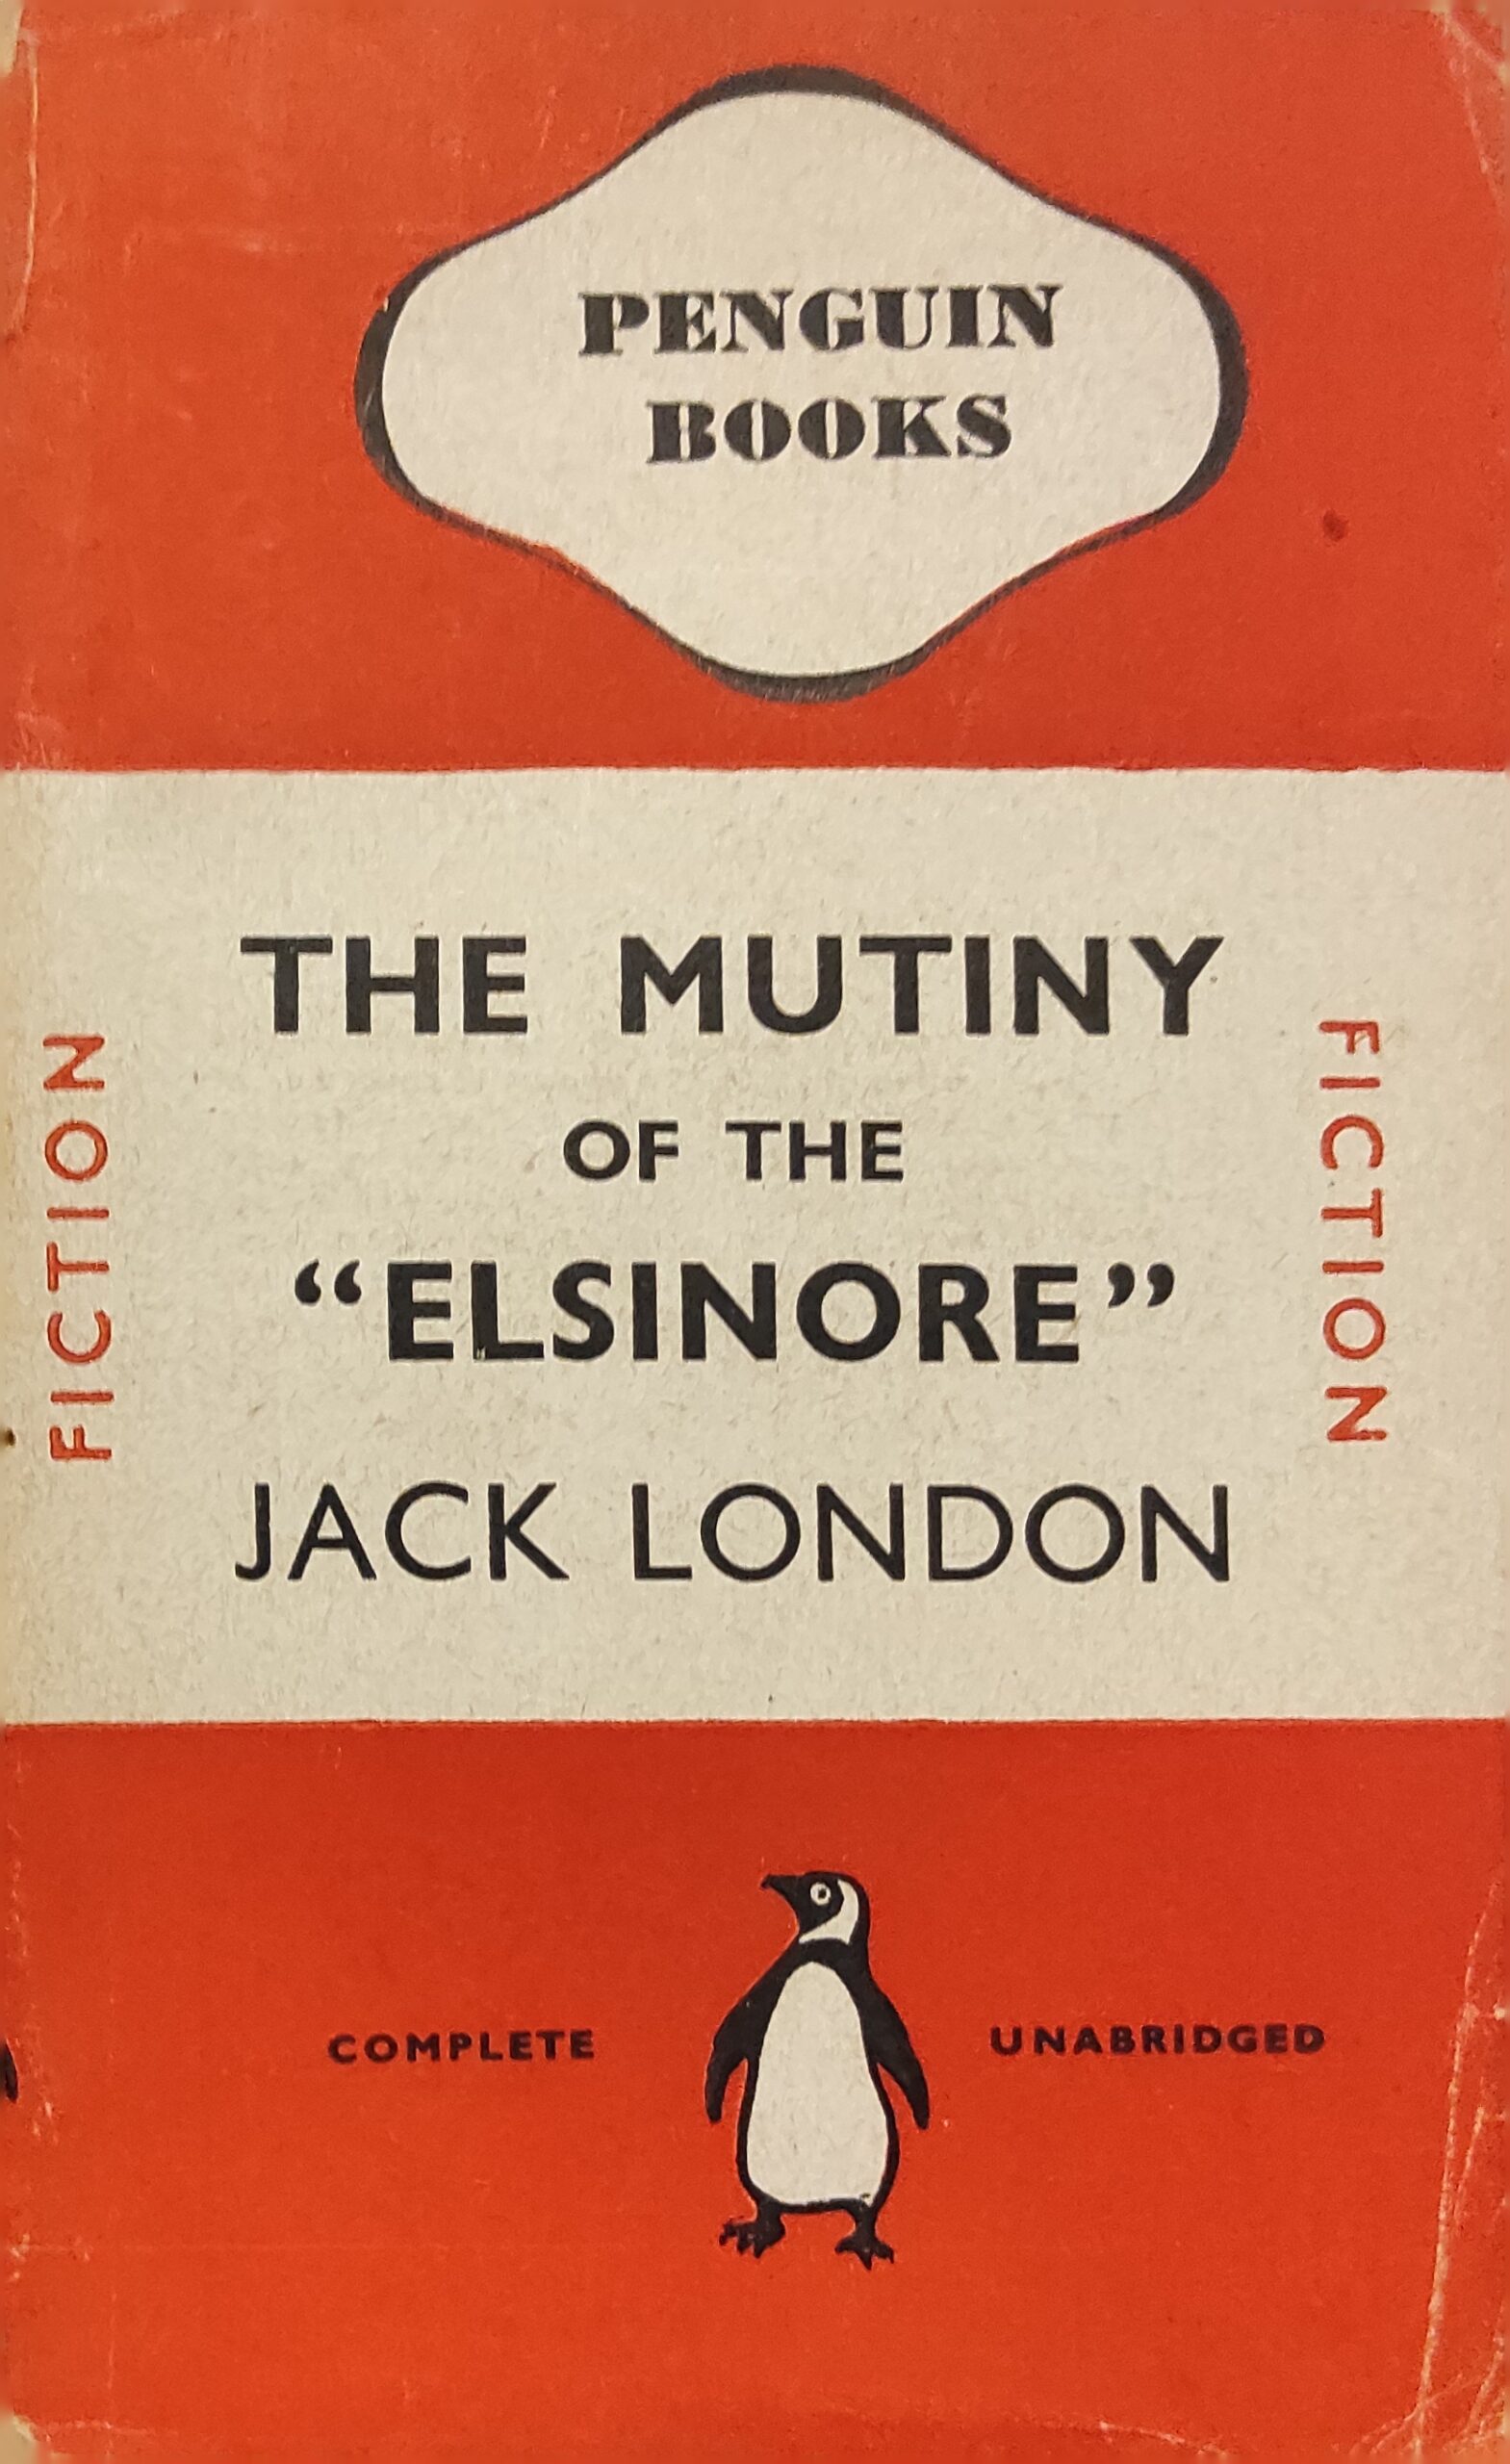 PENGUIN
BOOKS
THE MUTINY
OF THE
“ELSINORE”
JACK LONDON
FICTION
FICTION
COMPLETE
UNABRIDGED